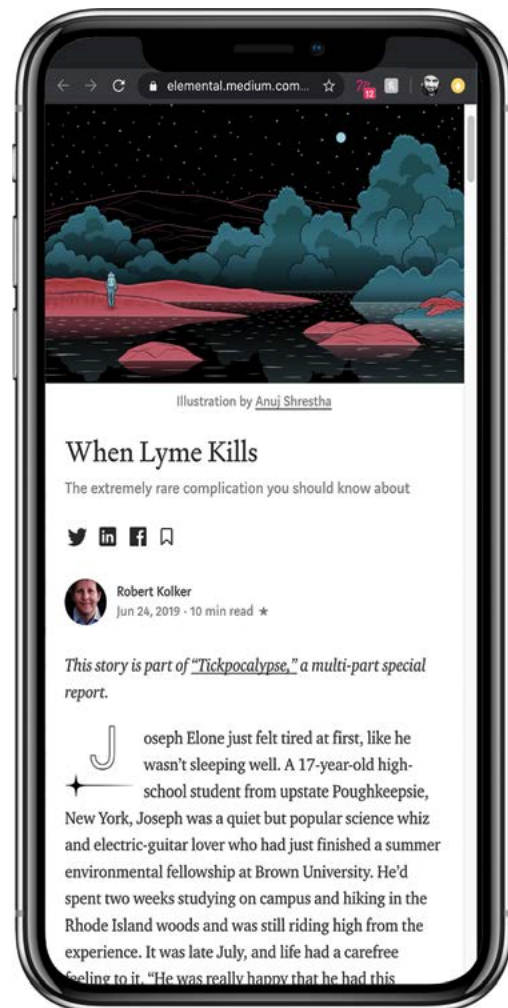 elemental.medium.com...
12
Illustration by Anuj Shrestha
When Lyme Kills
The extremely rare complication you should know about
Robert Kolker
Jun 24, 2019 · 10 min read ★
This story is part of “Tickpocalypse,” a multi-part special
report.
Joseph Elone just felt tired at first, like he
wasn’t sleeping well. A 17-year-old high-
school student from upstate Poughkeepsie,
New York, Joseph was a quiet but popular science whiz
and electric-guitar lover who had just finished a summer
environmental fellowship at Brown University. He’d
spent two weeks studying on campus and hiking in the
Rhode Island woods and was still riding high from the
experience. It was late July, and life had a carefree
feeling to it. “He was really happy that he had this